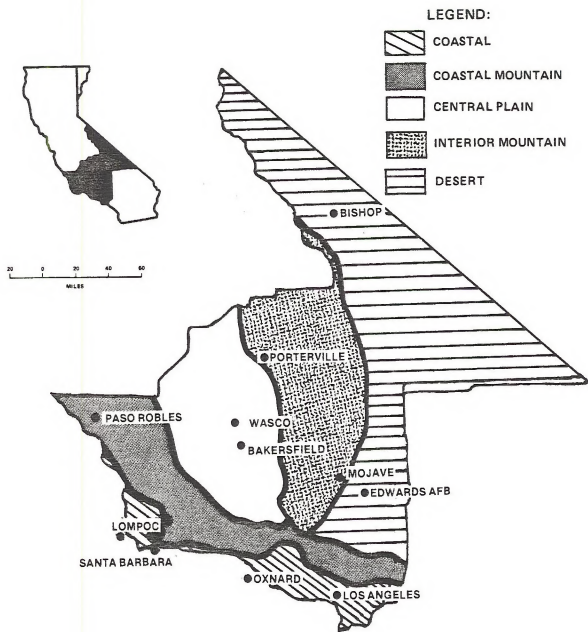 LEGEND:
COASTAL
COASTAL MOUNTAIN
CENTRAL PLAIN
INTERIOR MOUNTAIN
DESERT
20 0 20 40 60
MILES
BISHOP
PORTERVILLE
PASO ROBLES
WASCO
BAKERSFIELD
MOJAVE
EDWARDS AFB
LOMPOC
SANTA BARBARA
OXNARD
LOS ANGELES